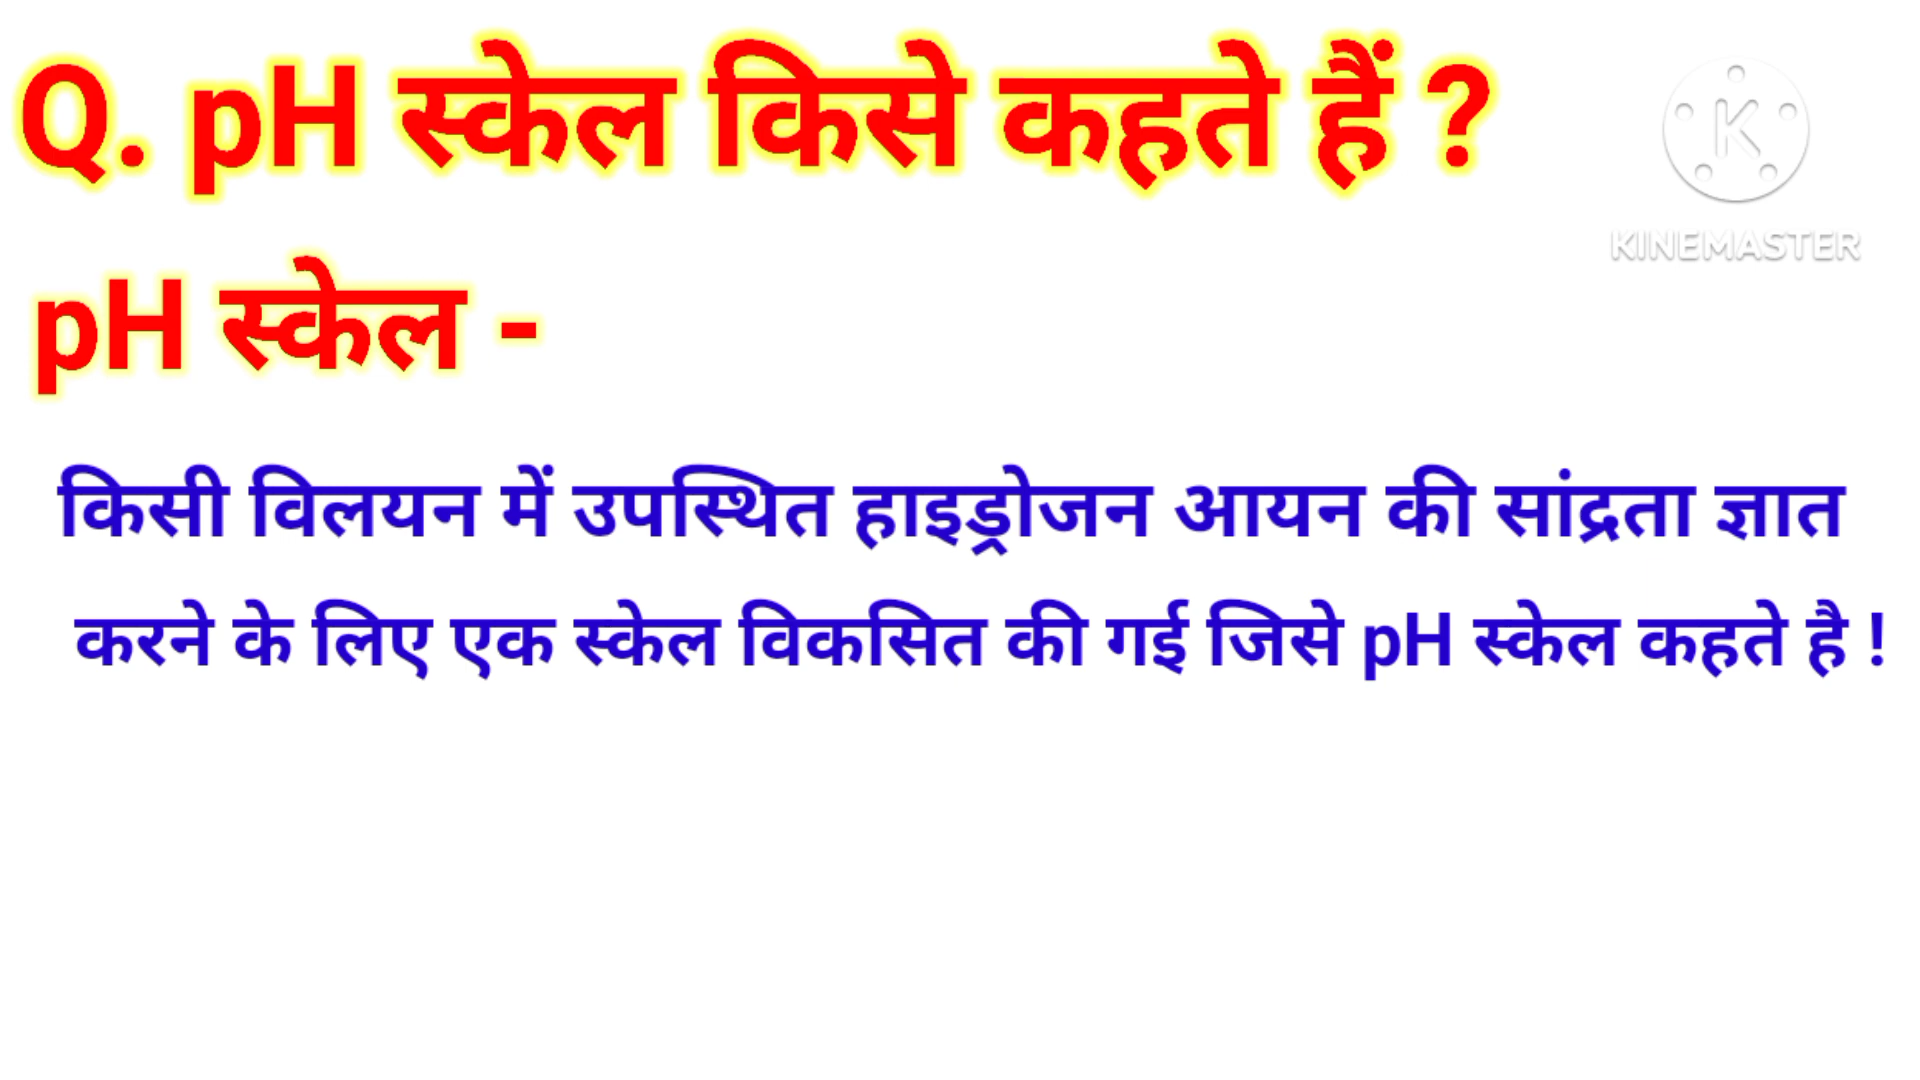 Q. pH स्केल किसे कहते हैं ?
K
KINEMASTER
pH स्केल -
किसी विलयन में उपस्थित हाइड्रोजन आयन की सांद्रता ज्ञात
करने के लिए एक स्केल विकसित की गई जिसे pH स्केल कहते है !